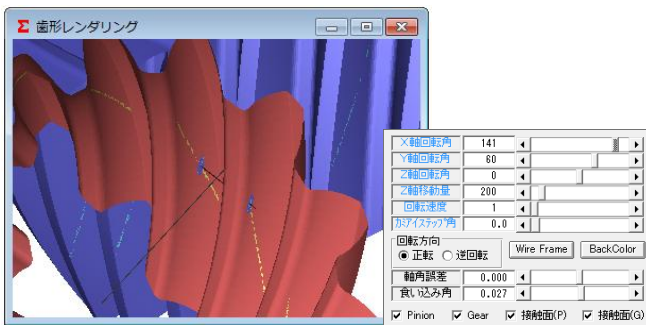 Σ 歯形レンダリング
X軸回転角 141
Y軸回転角 60
Z軸回転角 0
Z軸移動量 200
回転速度 1
かみアイステップ角 0.0
回転方向
正転 逆回転 Wire Frame BackColor
軸角誤差 0.000
食い込み角 0.027
Pinion Gear 接触面(P) 接触面(G)